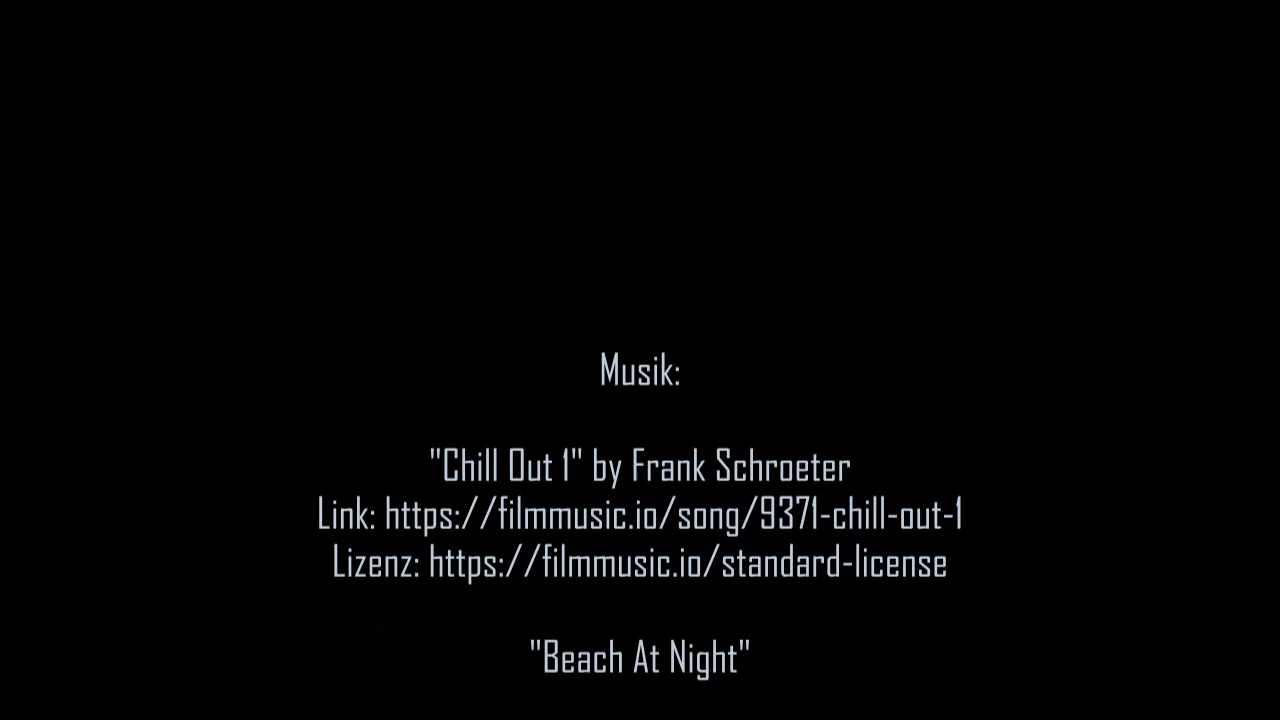 Musik:
"Chill Out 1" by Frank Schroeter
Link: https://filmmusic.io/song/9371-chill-out-1
Lizenz: https://filmmusic.io/standard-license
"Beach At Night"